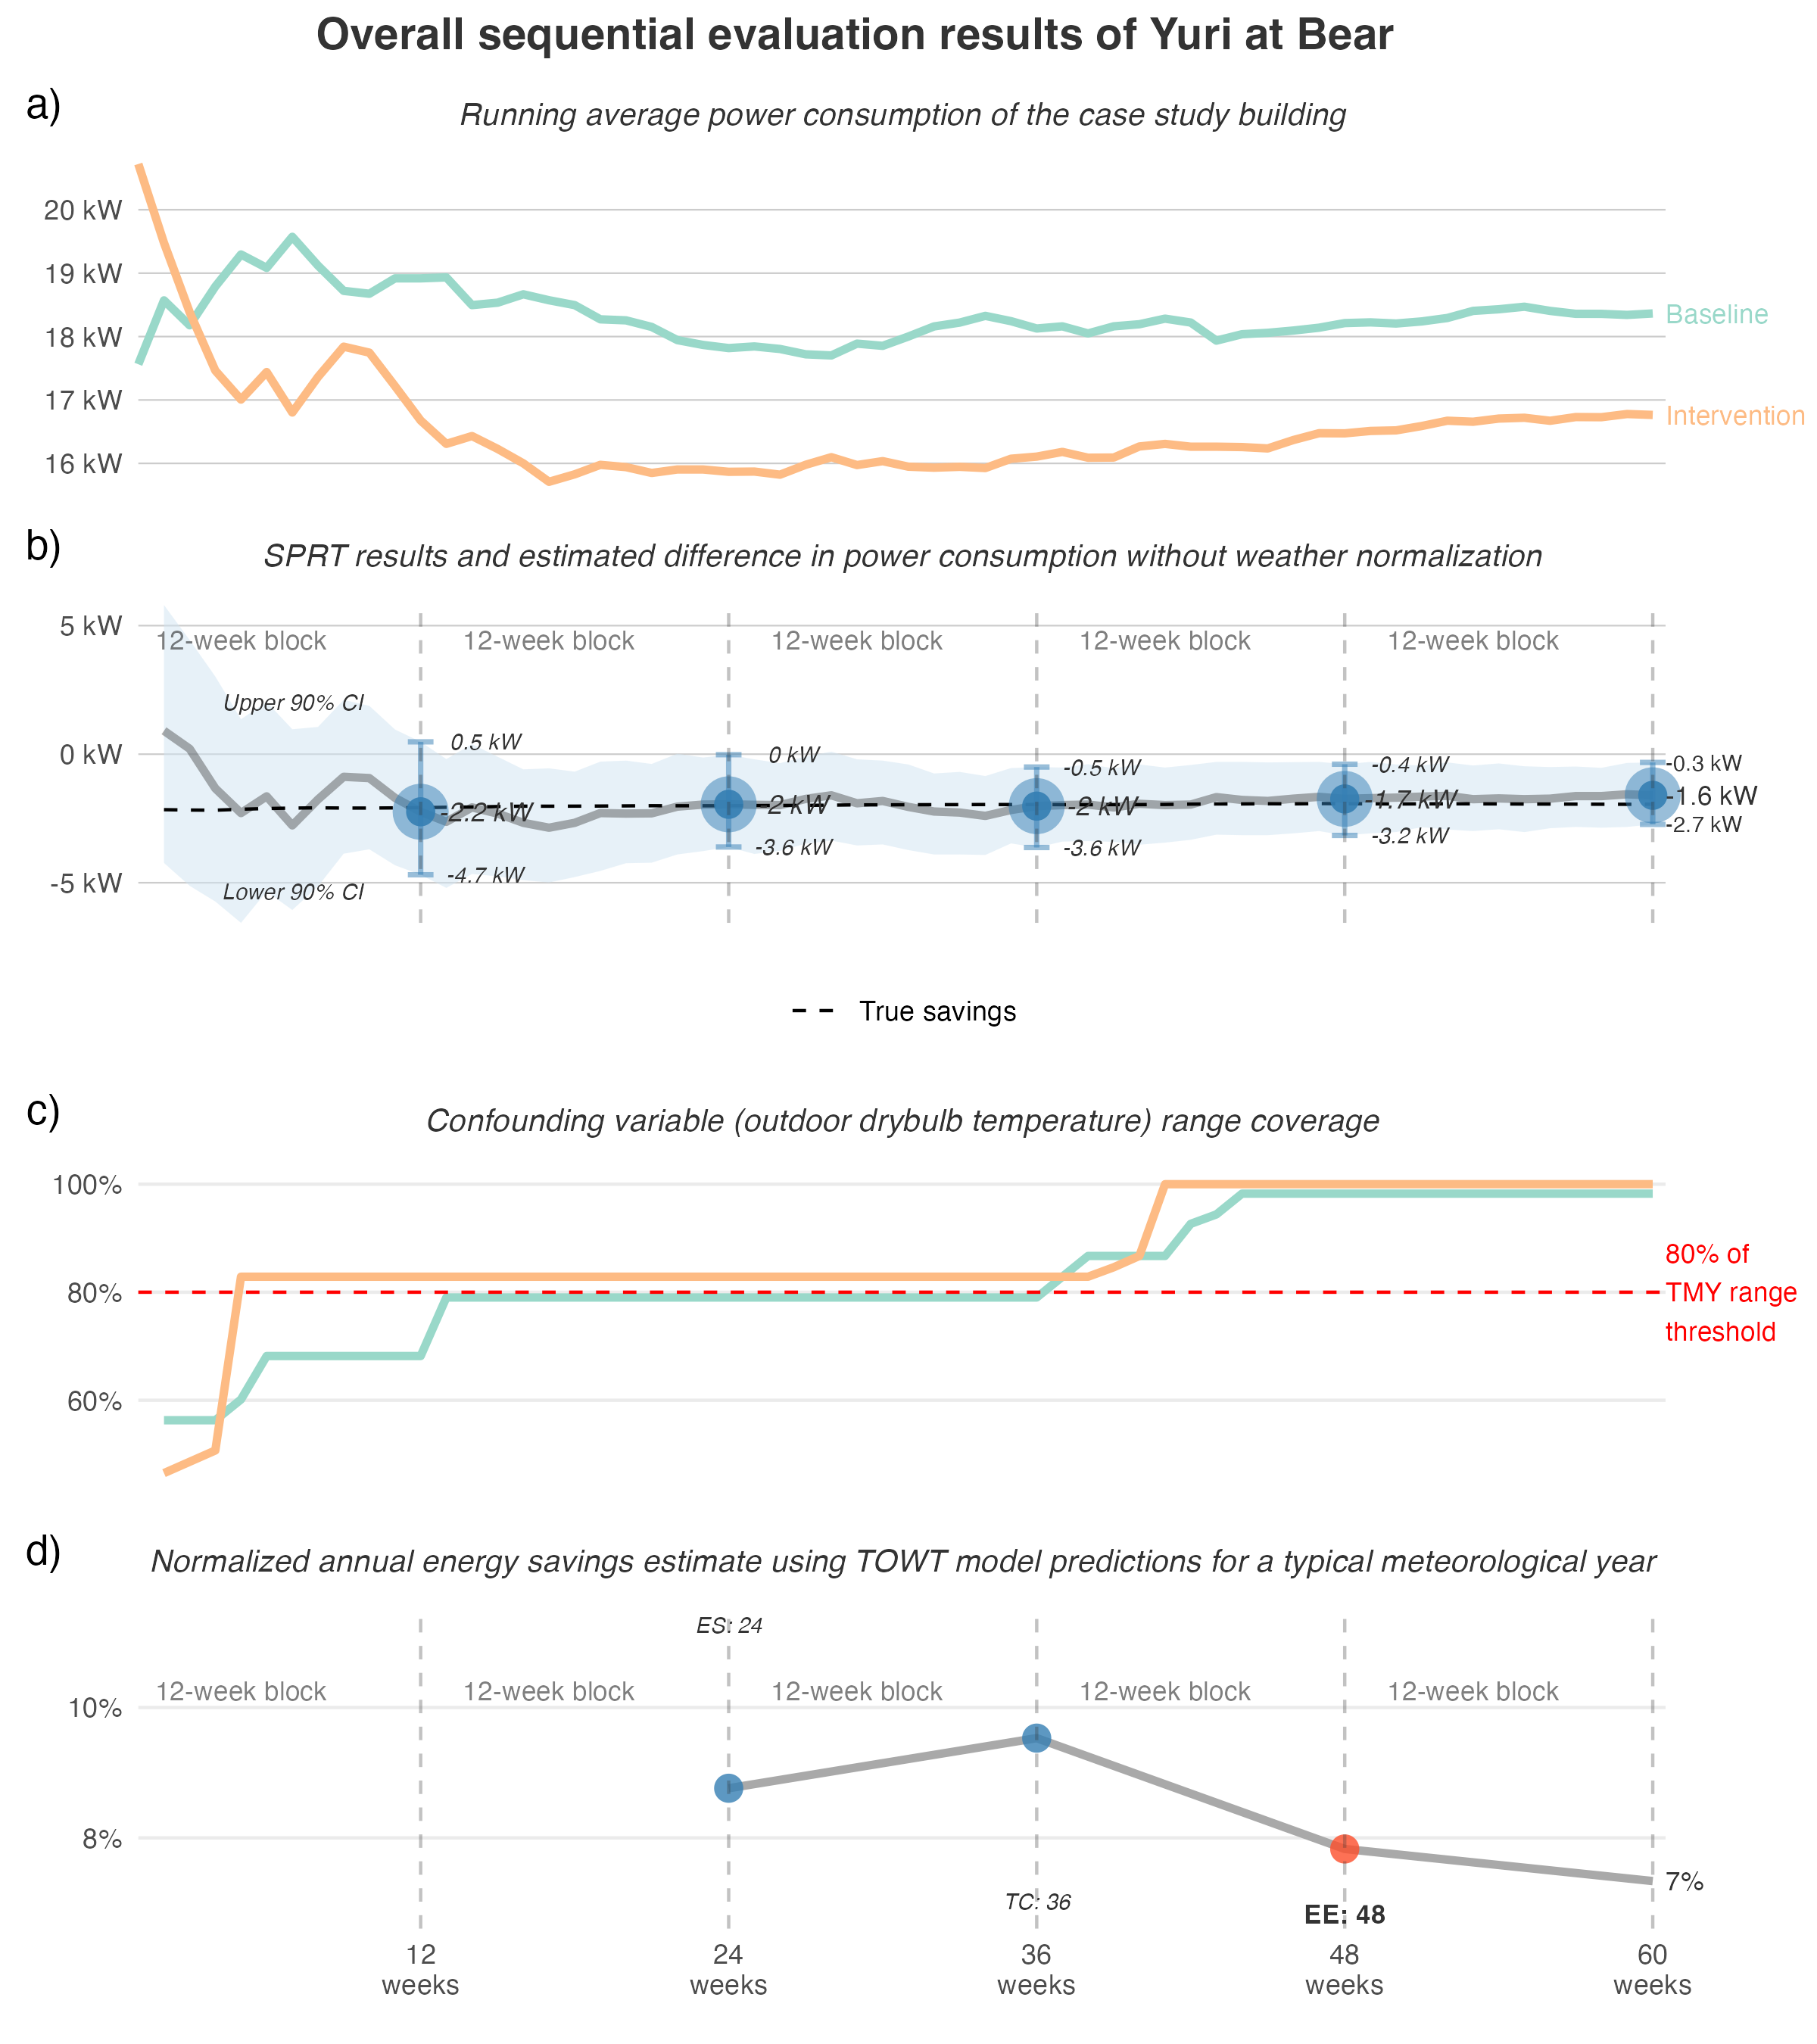 Overall sequential evaluation results of Yuri at Bear
a)
Running average power consumption of the case study building
20 kW
19 kW
18 kW
17 kW
16 kW
Baseline
Intervention
b)
SPRT results and estimated difference in power consumption without weather normalization
5 kW
0 kW
-5 kW
12-week block
12-week block
12-week block
12-week block
12-week block
Upper 90% CI
Lower 90% CI
0.5 kW
-2.2 kW
-4.7 kW
0 kW
-2 kW
-3.6 kW
-0.5 kW
-2 kW
-3.6 kW
-0.4 kW
-1.7 kW
-3.2 kW
-0.3 kW
-1.6 kW
-2.7 kW
True savings
c)
Confounding variable (outdoor drybulb temperature) range coverage
100%
80%
60%
80% of
TMY range
threshold
d)
Normalized annual energy savings estimate using TOWT model predictions for a typical meteorological year
ES: 24
12-week block
12-week block
12-week block
12-week block
12-week block
10%
8%
7%
TC: 36
EE: 48
12
weeks
24
weeks
36
weeks
48
weeks
60
weeks